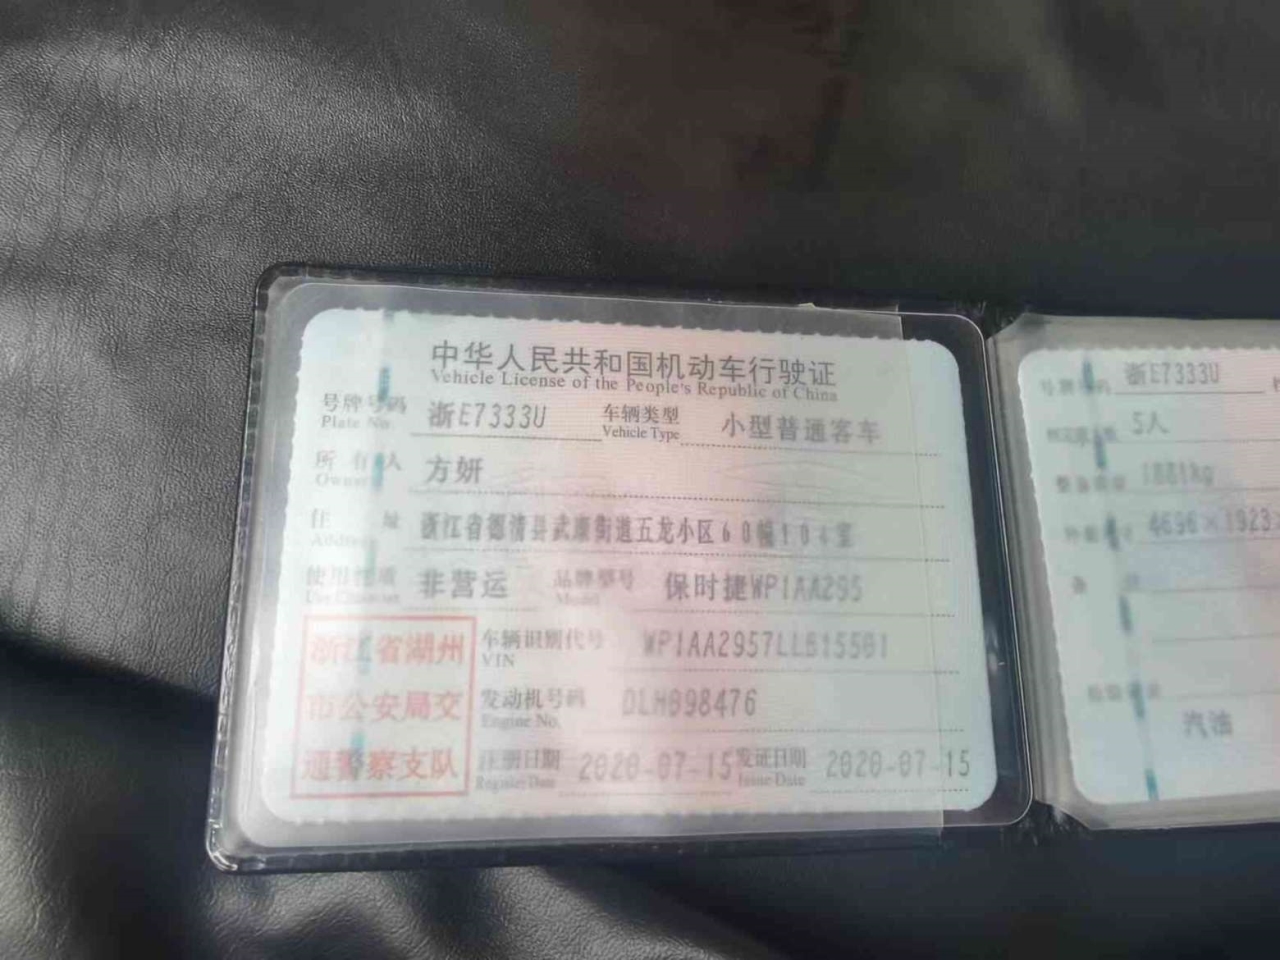 中华人民共和国机动车行驶证
Vehicle License of the People's Republic of China
号牌号码 浙E7333U 车辆类型 小型普通客车
Plate No. Vehicle Type
所有人 方妍
Owner
住址 浙江省德清县武康街道五龙小区60幢104室
Address
使用性质 非营运 品牌型号 保时捷WP1AA295
Use Character Model
浙江省湖州
市公安局交
通警察支队
车辆识别代号 WP1AA2957LLB15501
VIN
发动机号码 DLHB98476
Engine No.
注册日期 2020-07-15 发证日期 2020-07-15
Register Date Issue Date
号牌号码 浙E7333U
5人
1881kg
4696×1923
汽油